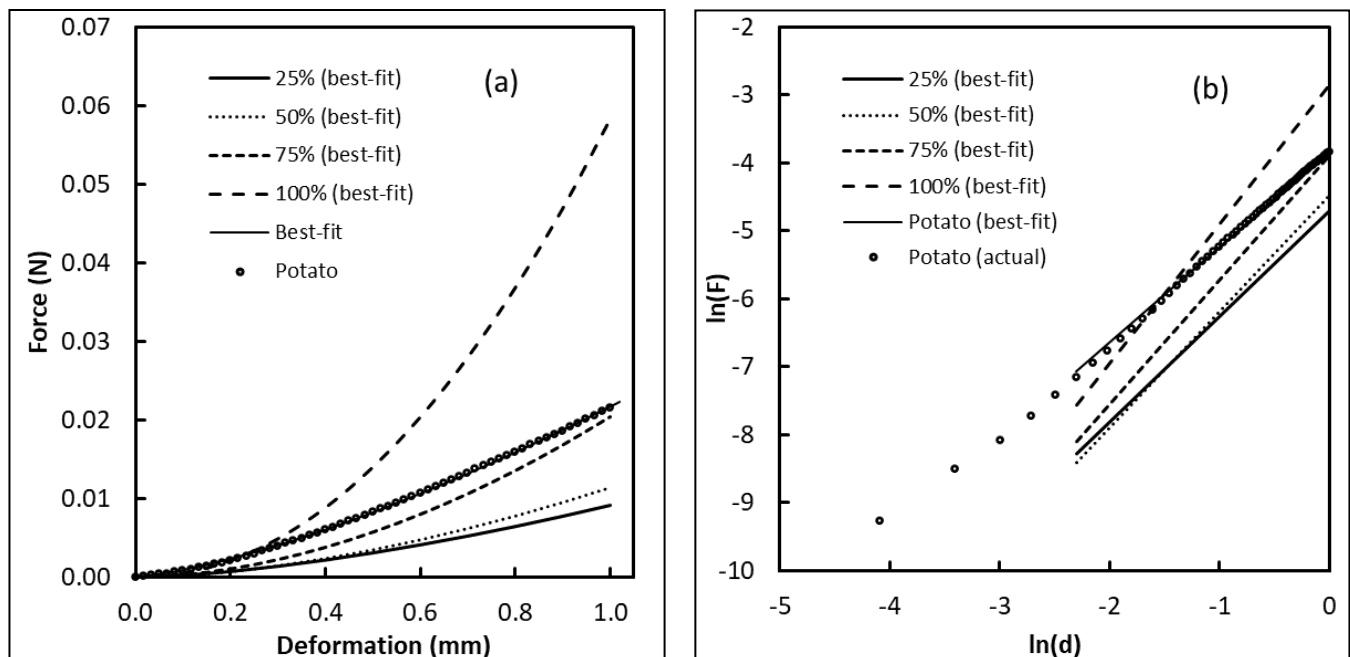 0.07
0.06
0.05
0.04
0.03
0.02
0.01
0.00
Force (N)
25% (best-fit)
50% (best-fit)
75% (best-fit)
100% (best-fit)
Best-fit
Potato
(a)
0.0 0.2 0.4 0.6 0.8 1.0
Deformation (mm)
-2
-3
-4
-5
-6
-7
-8
-9
-10
ln(F)
25% (best-fit)
50% (best-fit)
75% (best-fit)
100% (best-fit)
Potato (best-fit)
Potato (actual)
(b)
-5 -4 -3 -2 -1 0
ln(d)